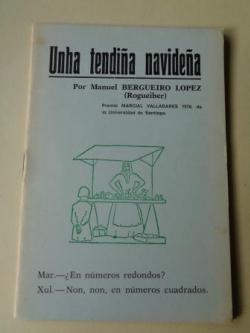 Unha tendiña navideña
Por Manuel BERGUEIRO LOPEZ
(Rogueiber)
Premio MARCIAL VALLADARES 1976, de
la Universidad de Santiago.
Mar.—¿En números redondos?
Xul.—Non, non, en números cuadrados.